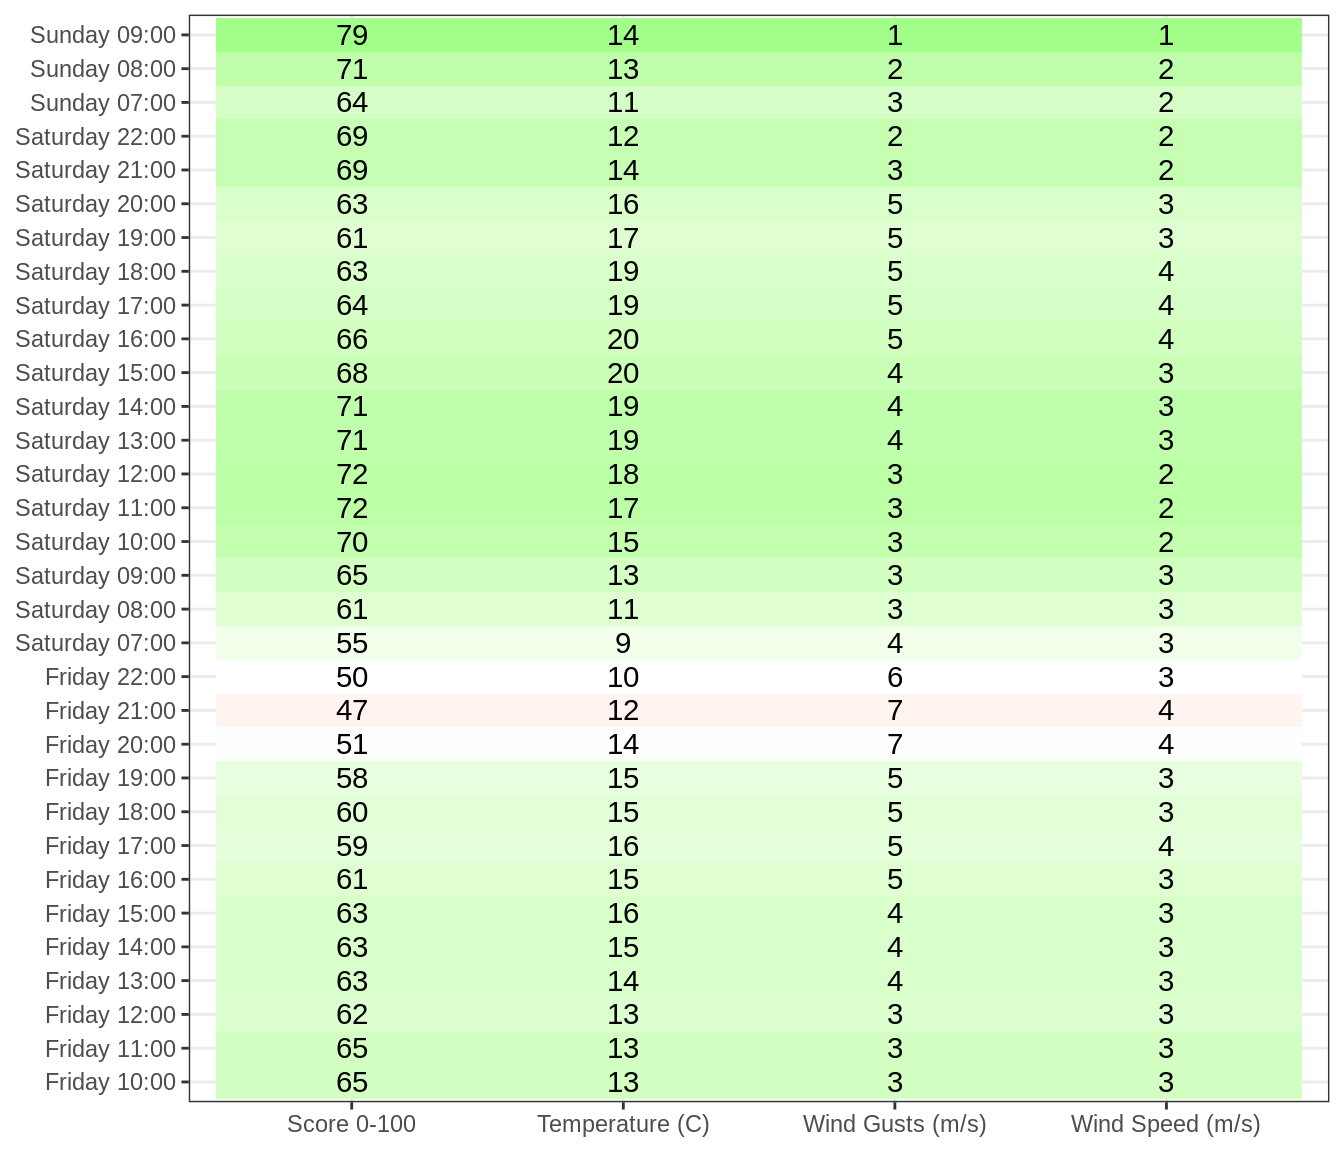 Sunday 09:00 79 14 1 1
Sunday 08:00 71 13 2 2
Sunday 07:00 64 11 3 2
Saturday 22:00 69 12 2 2
Saturday 21:00 69 14 3 2
Saturday 20:00 63 16 5 3
Saturday 19:00 61 17 5 3
Saturday 18:00 63 19 5 4
Saturday 17:00 64 19 5 4
Saturday 16:00 66 20 5 4
Saturday 15:00 68 20 4 3
Saturday 14:00 71 19 4 3
Saturday 13:00 71 19 4 3
Saturday 12:00 72 18 3 2
Saturday 11:00 72 17 3 2
Saturday 10:00 70 15 3 2
Saturday 09:00 65 13 3 3
Saturday 08:00 61 11 3 3
Saturday 07:00 55 9 4 3
Friday 22:00 50 10 6 3
Friday 21:00 47 12 7 4
Friday 20:00 51 14 7 4
Friday 19:00 58 15 5 3
Friday 18:00 60 15 5 3
Friday 17:00 59 16 5 4
Friday 16:00 61 15 5 3
Friday 15:00 63 16 4 3
Friday 14:00 63 15 4 3
Friday 13:00 63 14 4 3
Friday 12:00 62 13 3 3
Friday 11:00 65 13 3 3
Friday 10:00 65 13 3 3
Score 0-100 Temperature (C) Wind Gusts (m/s) Wind Speed (m/s)